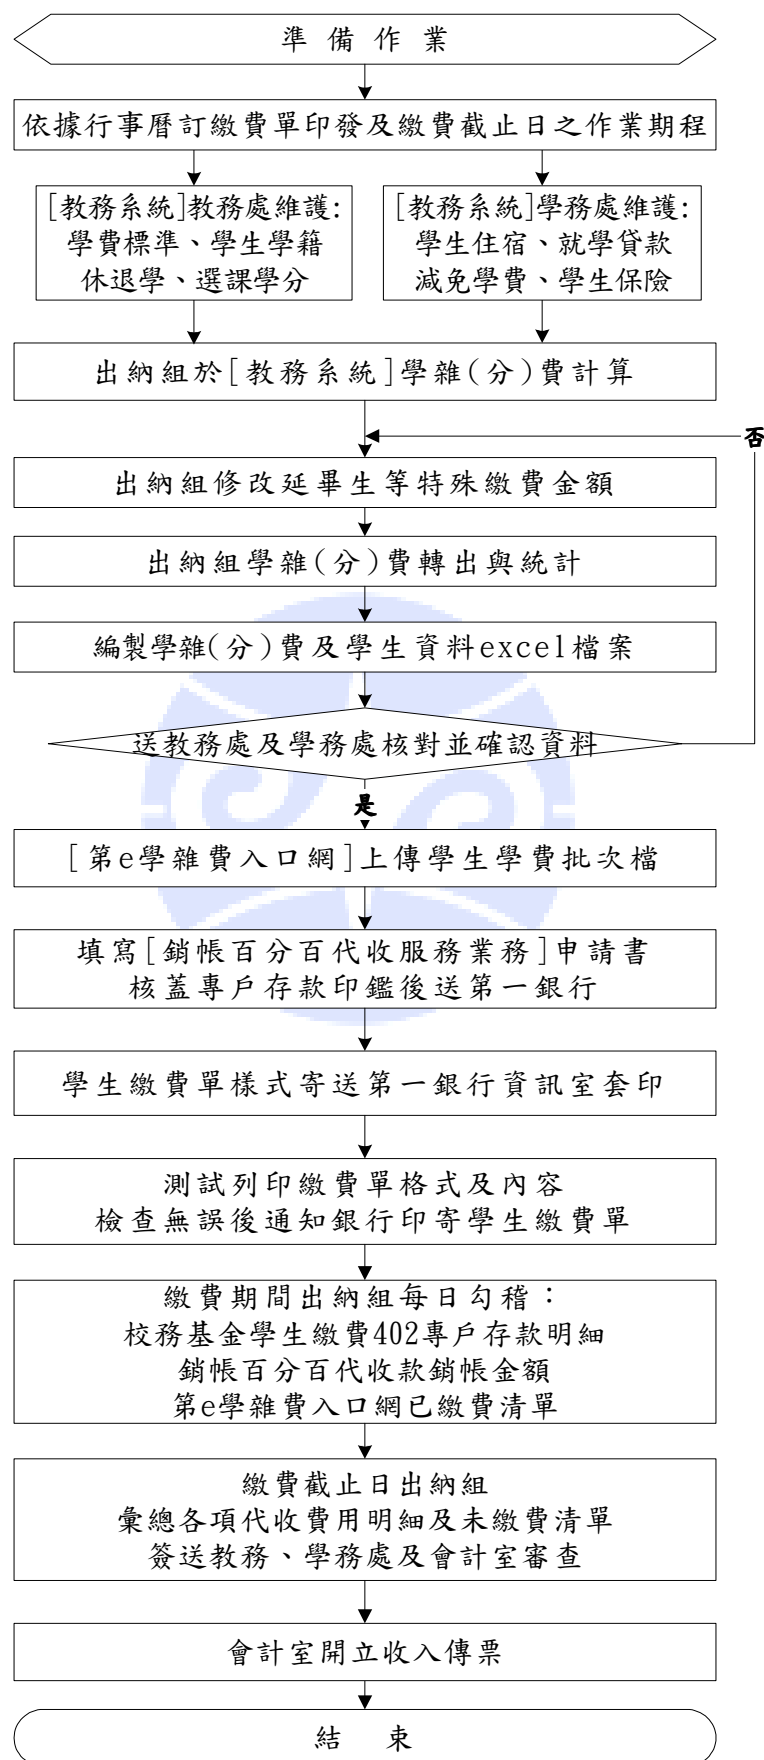 準備作業
依據行事曆訂繳費單印發及繳費截止日之作業期程
[教務系統]教務處維護:
學費標準、學生學籍
休退學、選課學分
[教務系統]學務處維護:
學生住宿、就學貸款
減免學費、學生保險
出納組於[教務系統]學雜(分)費計算
否
出納組修改延畢生等特殊繳費金額
出納組學雜(分)費轉出與統計
編製學雜(分)費及學生資料excel檔案
送教務處及學務處核對並確認資料
是
[第e學雜費入口網]上傳學生學費批次檔
填寫[銷帳百分百代收服務業務]申請書
核蓋專戶存款印鑑後送第一銀行
學生繳費單樣式寄送第一銀行資訊室套印
測試列印繳費單格式及內容
檢查無誤後通知銀行印寄學生繳費單
繳費期間出納組每日勾稽：
校務基金學生繳費402專戶存款明細
銷帳百分百代收款銷帳金額
第e學雜費入口網已繳費清單
繳費截止日出納組
彙總各項代收費用明細及未繳費清單
簽送教務、學務處及會計室審查
會計室開立收入傳票
結 束